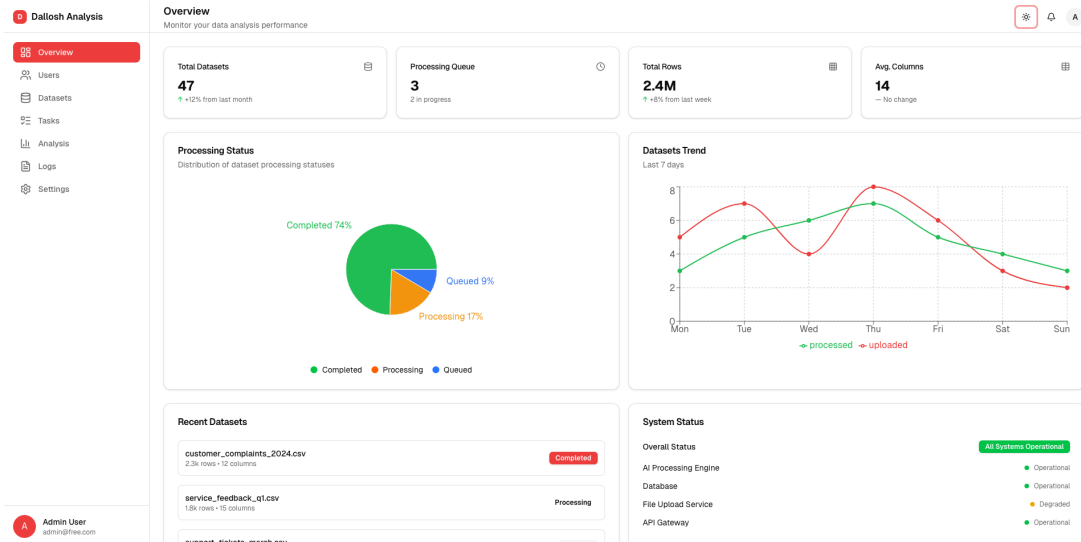 Dallosh Analysis
Overview
Users
Datasets
Tasks
Analysis
Logs
Settings
A
Admin User
admin@free.com
Overview
Monitor your data analysis performance
A
Total Datasets
47
+12% from last month
Processing Queue
3
2 in progress
Total Rows
2.4M
+8% from last week
Avg. Columns
14
— No change
Processing Status
Distribution of dataset processing statuses
Completed 74%
Queued 9%
Processing 17%
Completed Processing Queued
Datasets Trend
Last 7 days
8
6
4
2
0
Mon Tue Wed Thu Fri Sat Sun
processed uploaded
Recent Datasets
customer_complaints_2024.csv
2.3k rows • 12 columns
Completed
service_feedback_q1.csv
1.8k rows • 15 columns
Processing
System Status
Overall Status All Systems Operational
AI Processing Engine Operational
Database Operational
File Upload Service Degraded
API Gateway Operational